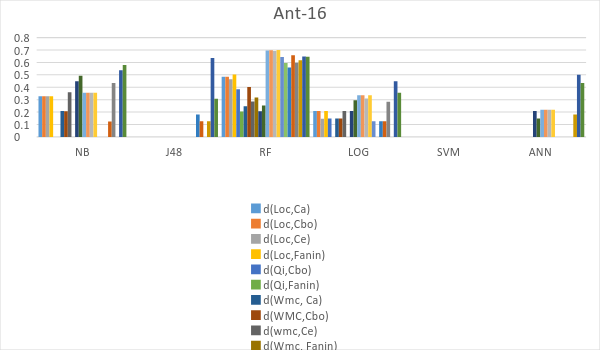 Ant-16
0.8
0.7
0.6
0.5
0.4
0.3
0.2
0.1
0
NB J48 RF LOG SVM ANN
d(Loc,Ca)
d(Loc,Cbo)
d(Loc,Ce)
d(Loc,Fanin)
d(Qi,Cbo)
d(Qi,Fanin)
d(Wmc, Ca)
d(WMC,Cbo)
d(wmc,Ce)
d(Wmc, Fanin)